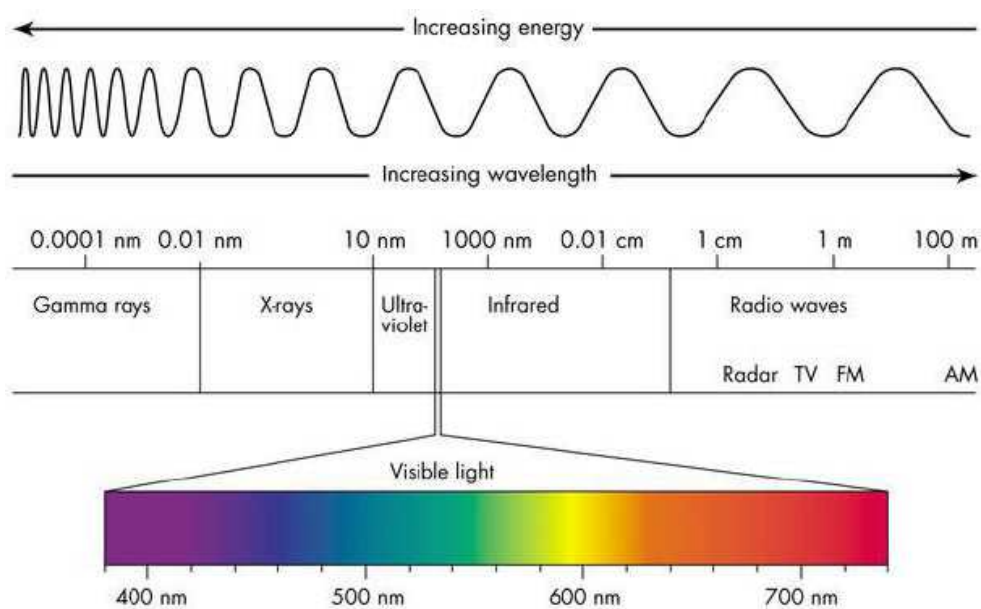 Increasing energy
Increasing wavelength
0.0001 nm 0.01 nm 10 nm 1000 nm 0.01 cm 1 cm 1 m 100 m
Gamma rays X-rays Ultra- Infrared Radio waves
violet
Radar TV FM AM
Visible light
400 nm 500 nm 600 nm 700 nm